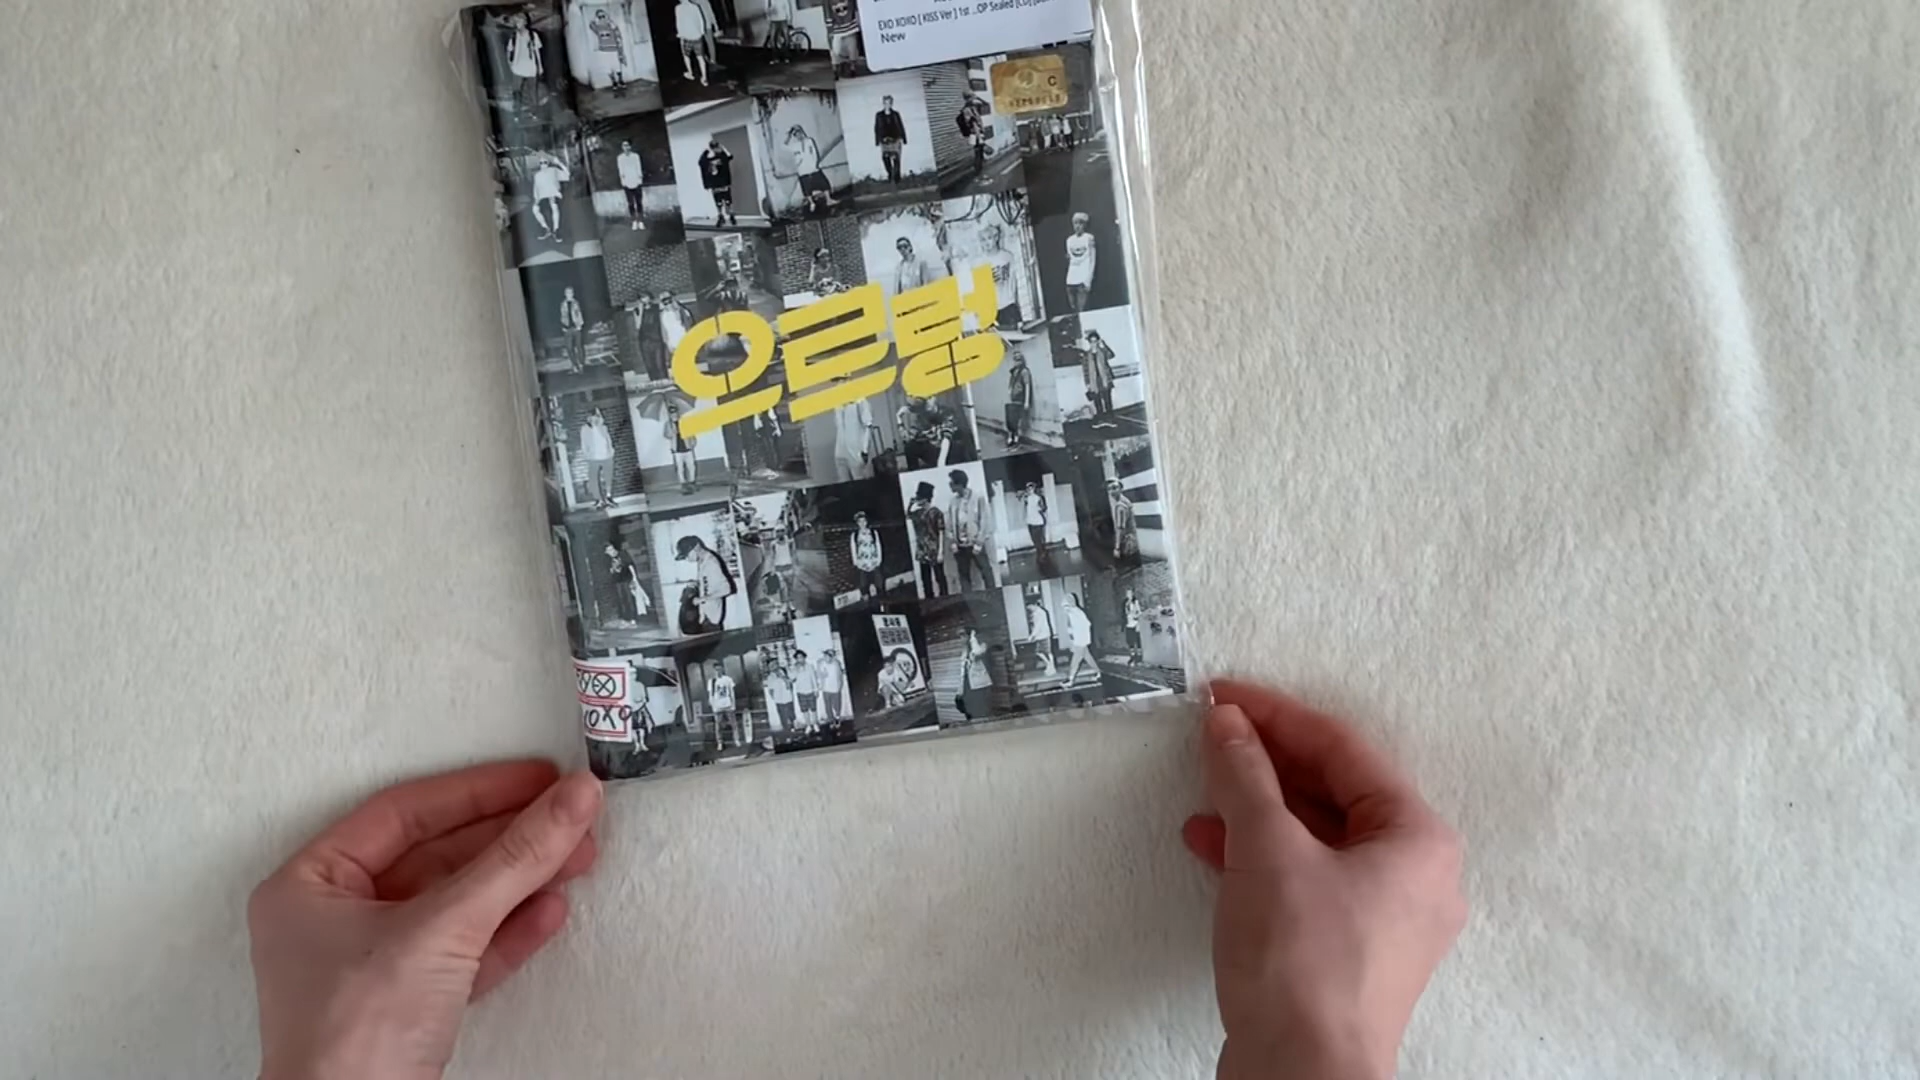 EXO XOXO [ KISS Ver ] 1st ...OP Sealed [CD]
New
C
으르렁
EXO
XOXO